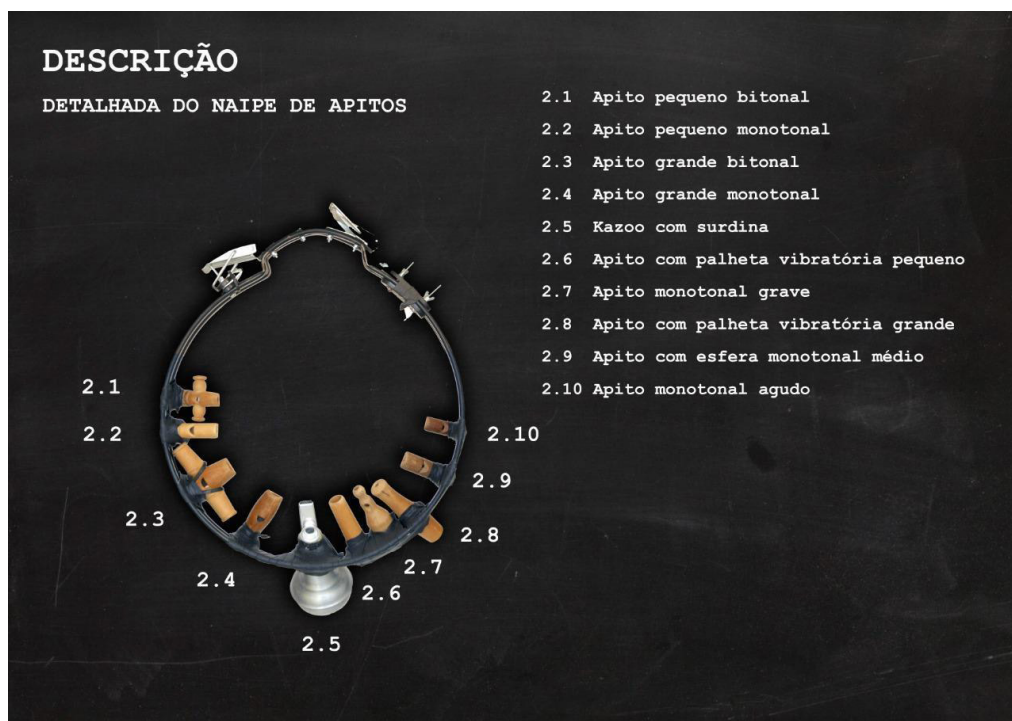 DESCRIÇÃO
DETALHADA DO NAIPE DE APITOS
2.1 Apito pequeno bitonal
2.2 Apito pequeno monotonal
2.3 Apito grande bitonal
2.4 Apito grande monotonal
2.5 Kazoo com surdina
2.6 Apito com palheta vibratória pequeno
2.7 Apito monotonal grave
2.8 Apito com palheta vibratória grande
2.9 Apito com esfera monotonal médio
2.10 Apito monotonal agudo
2.1
2.2
2.3
2.4
2.5
2.6
2.7
2.8
2.9
2.10